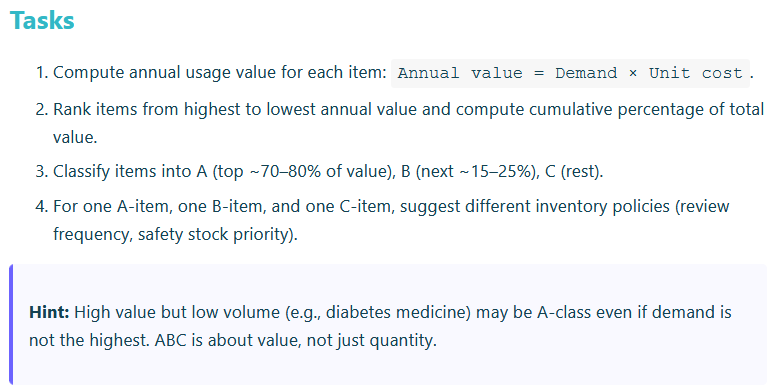 Tasks
1. Compute annual usage value for each item: Annual value = Demand × Unit cost.
2. Rank items from highest to lowest annual value and compute cumulative percentage of total
value.
3. Classify items into A (top ~70–80% of value), B (next ~15–25%), C (rest).
4. For one A-item, one B-item, and one C-item, suggest different inventory policies (review
frequency, safety stock priority).
Hint: High value but low volume (e.g., diabetes medicine) may be A-class even if demand is
not the highest. ABC is about value, not just quantity.